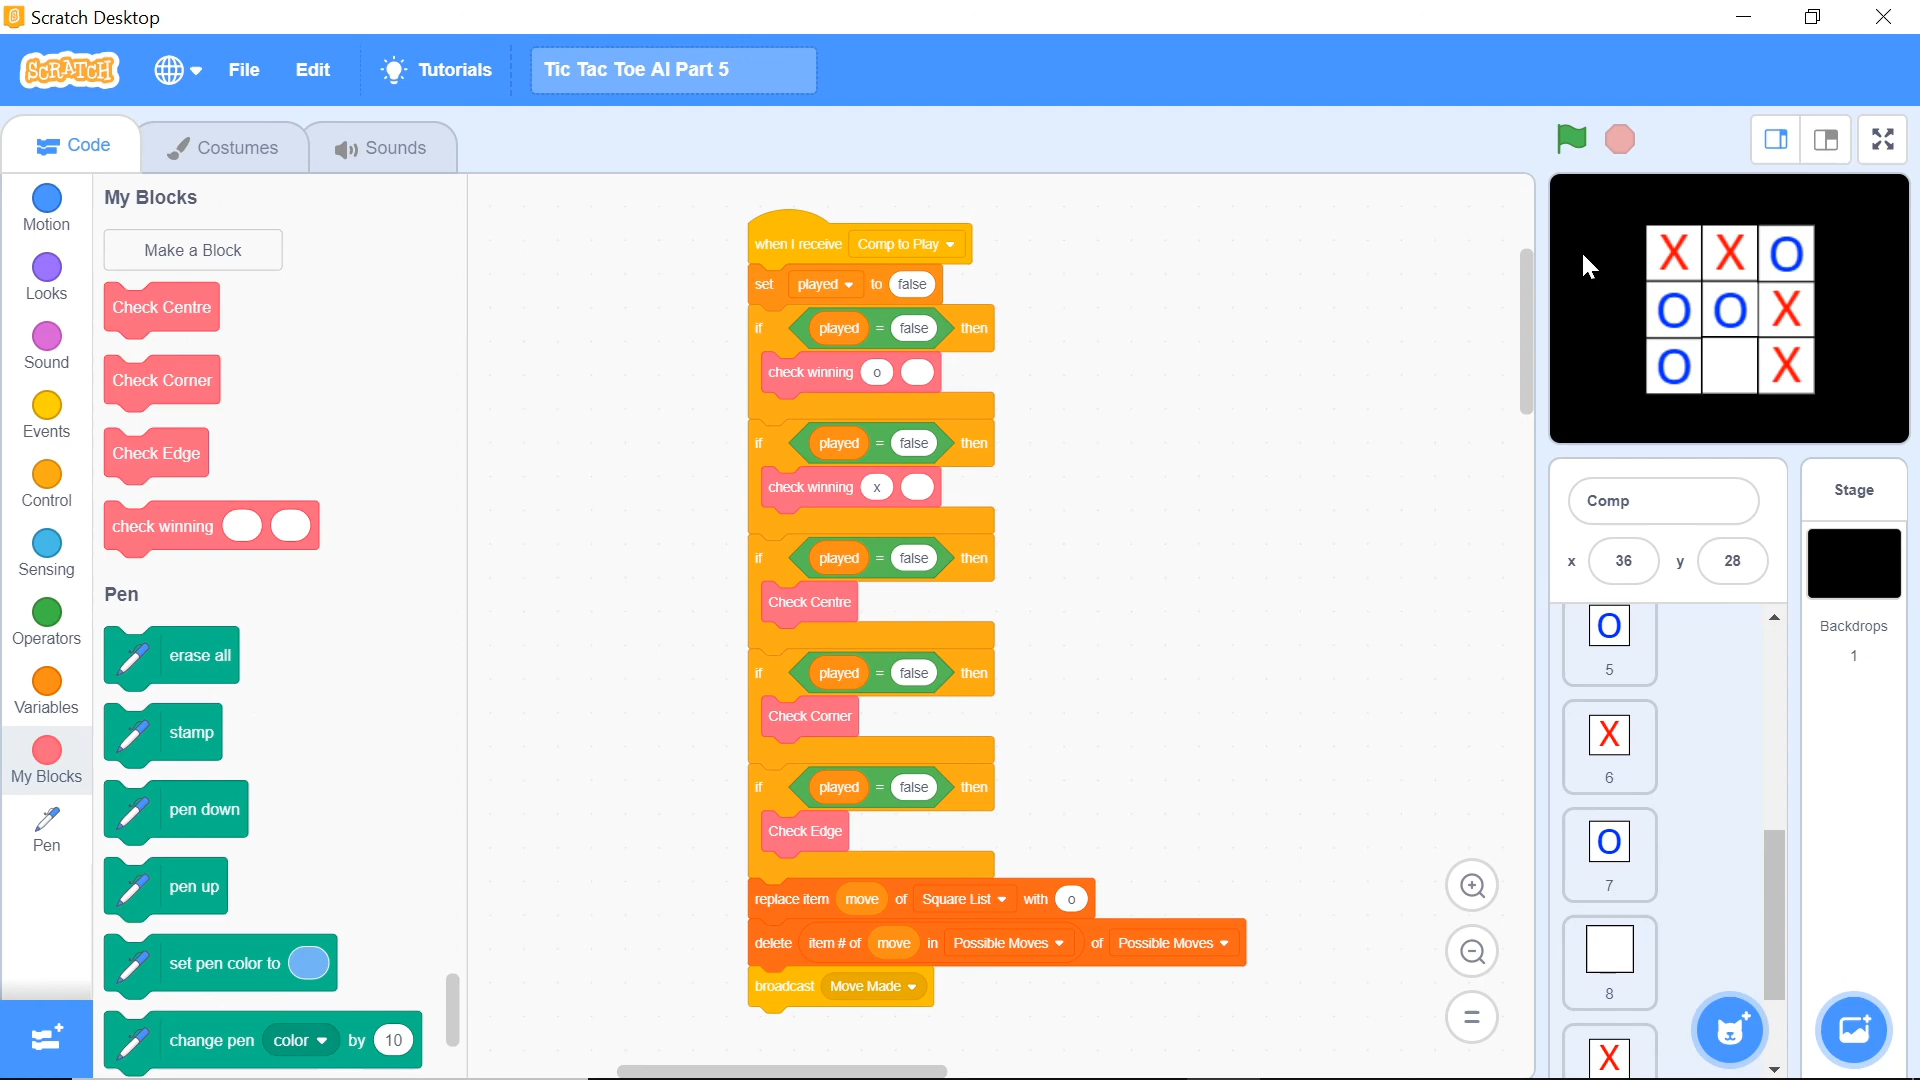 Scratch Desktop
SCRATCH
File
Edit
Tutorials
Tic Tac Toe AI Part 5
Code
Costumes
Sounds
Motion
Looks
Sound
Events
Control
Sensing
Operators
Variables
My Blocks
Pen
My Blocks
Make a Block
Check Centre
Check Corner
Check Edge
check winning
Pen
erase all
stamp
pen down
pen up
set pen color to
change pen color by 10
when I receive Comp to Play
set played to false
if played = false then
check winning o
if played = false then
check winning x
if played = false then
Check Centre
if played = false then
Check Corner
if played = false then
Check Edge
replace item move of Square List with o
delete item # of move in Possible Moves of Possible Moves
broadcast Move Made
X X O
O O X
O X
Comp
x 36 y 28
O
5
X
6
O
7
8
X
Stage
Backdrops
1